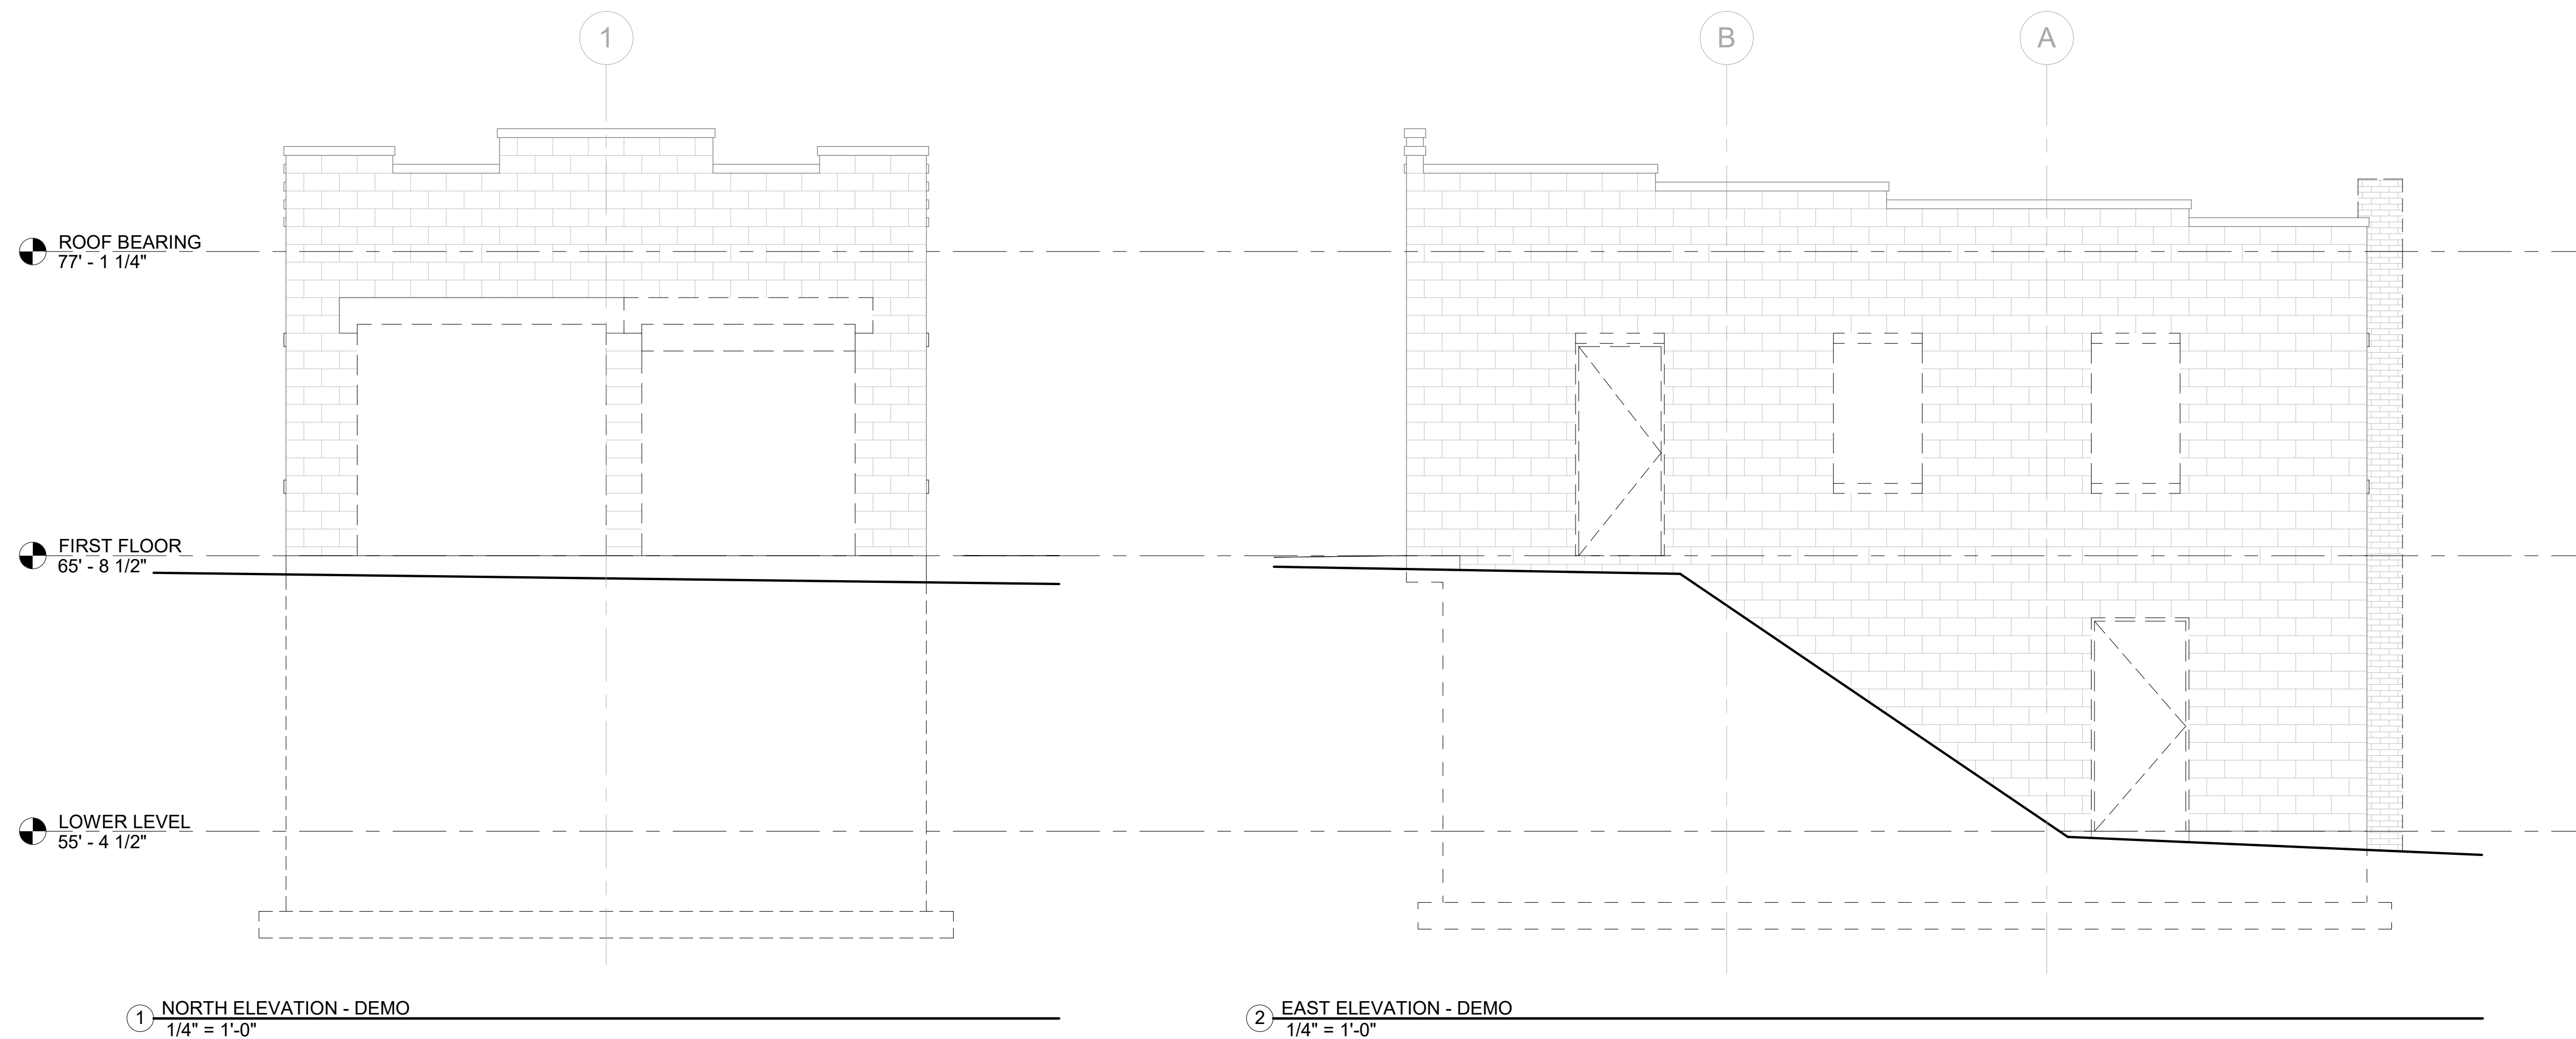 1
B
A
ROOF BEARING
77' - 1 1/4"
FIRST FLOOR
65' - 8 1/2"
LOWER LEVEL
55' - 4 1/2"
1 NORTH ELEVATION - DEMO
1/4" = 1'-0"
2 EAST ELEVATION - DEMO
1/4" = 1'-0"